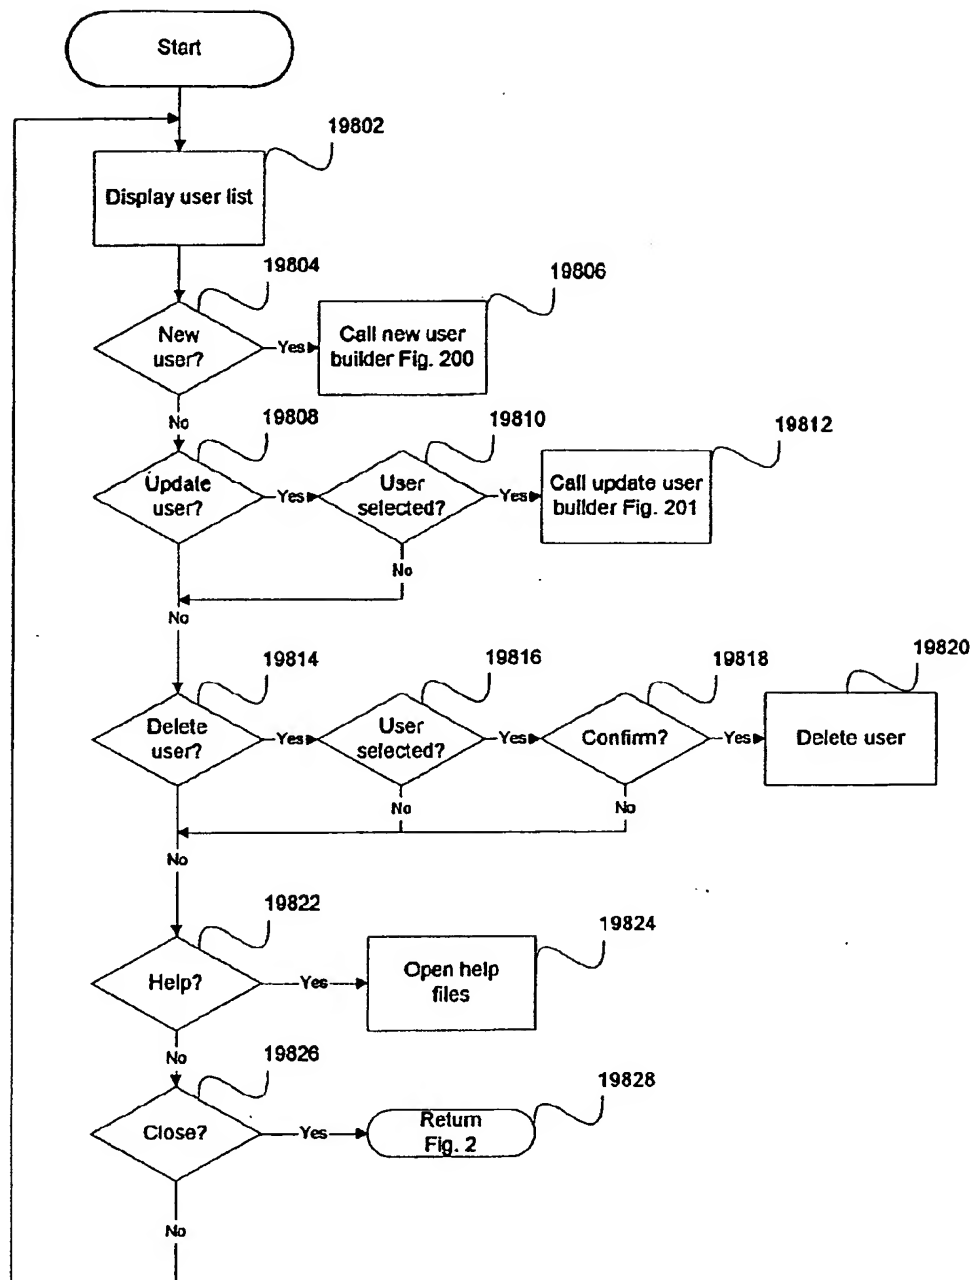 Start
19802
Display user list
19804
19806
New
user?
Yes
Call new user
builder Fig. 200
No
19808
19810
19812
Update
user?
Yes
User
selected?
Yes
Call update user
builder Fig. 201
No
No
19814
19816
19818
19820
Delete
user?
Yes
User
selected?
Yes
Confirm?
Yes
Delete user
No
No
No
19822
19824
Help?
Yes
Open help
files
No
19826
19828
Close?
Yes
Return
Fig. 2
No